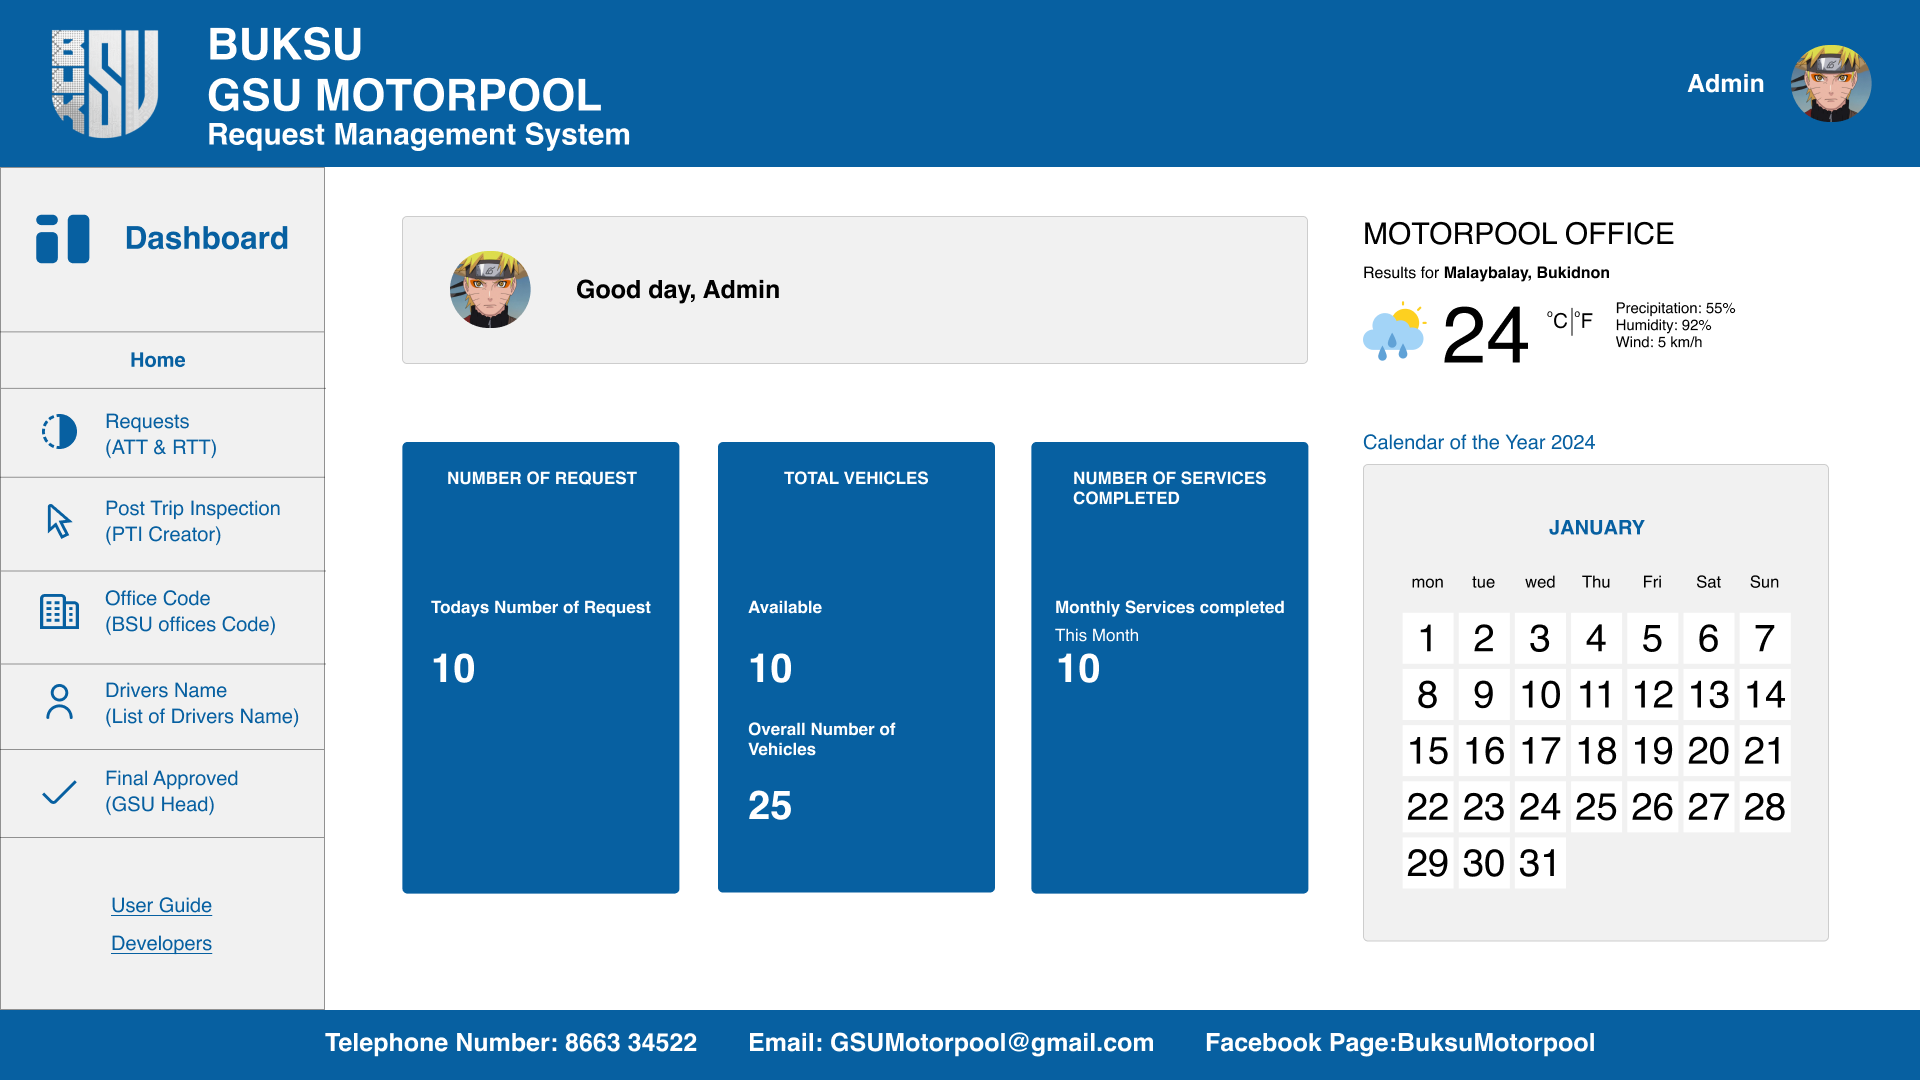 BUK
SU
BUKSU
GSU MOTORPOOL
Request Management System
Admin
Dashboard
Home
Requests
(ATT & RTT)
Post Trip Inspection
(PTI Creator)
Office Code
(BSU offices Code)
Drivers Name
(List of Drivers Name)
Final Approved
(GSU Head)
User Guide
Developers
Good day, Admin
NUMBER OF REQUEST
Todays Number of Request
10
TOTAL VEHICLES
Available
10
Overall Number of
Vehicles
25
NUMBER OF SERVICES
COMPLETED
Monthly Services completed
This Month
10
MOTORPOOL OFFICE
Results for Malaybalay, Bukidnon
24 °C|°F
Precipitation: 55%
Humidity: 92%
Wind: 5 km/h
Calendar of the Year 2024
JANUARY
mon tue wed Thu Fri Sat Sun
1 2 3 4 5 6 7
8 9 10 11 12 13 14
15 16 17 18 19 20 21
22 23 24 25 26 27 28
29 30 31
Telephone Number: 8663 34522 Email: GSUMotorpool@gmail.com Facebook Page:BuksuMotorpool